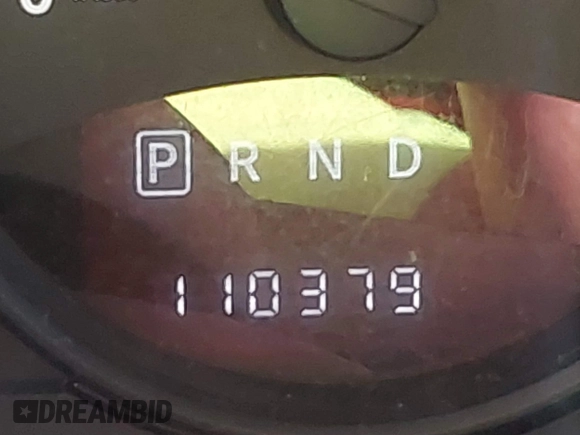 P R N D
110379
DREAMBID